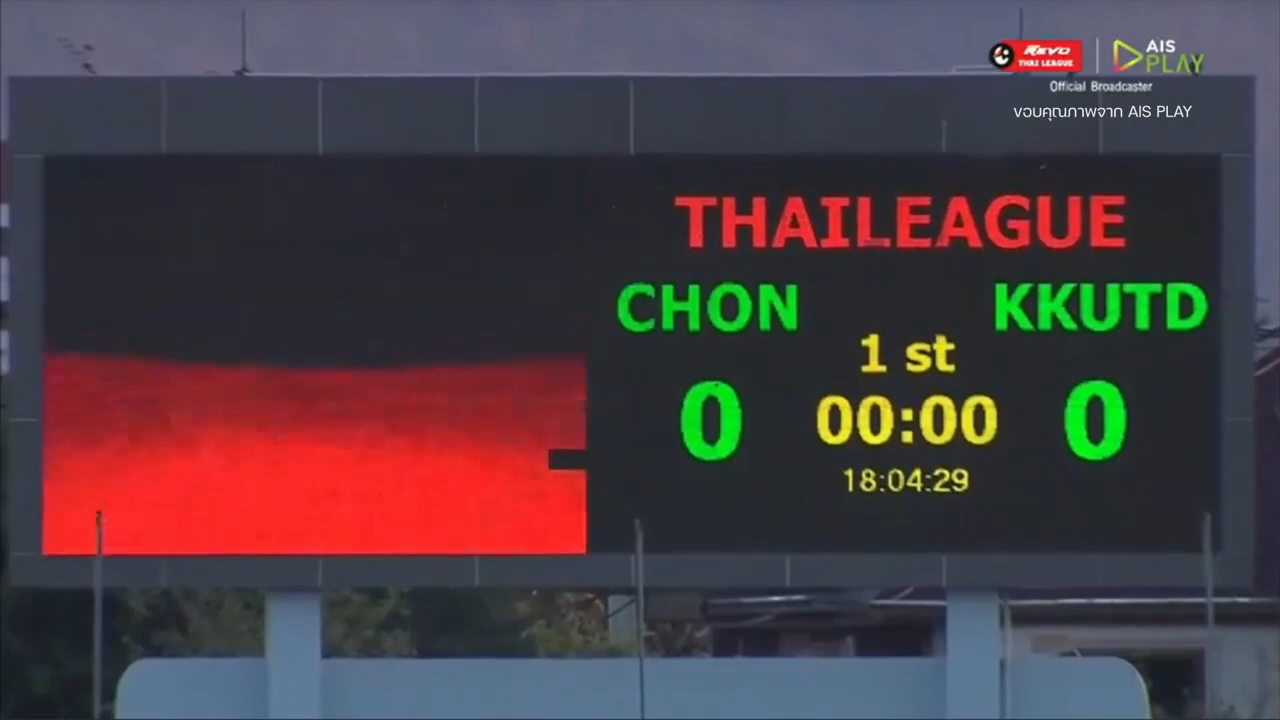 REVO
THAI LEAGUE
AIS
PLAY
Official Broadcaster
ขอบคุณภาพจาก AIS PLAY
THAILEAGUE
CHON
KKUTD
1 st
0
00:00
0
18:04:29